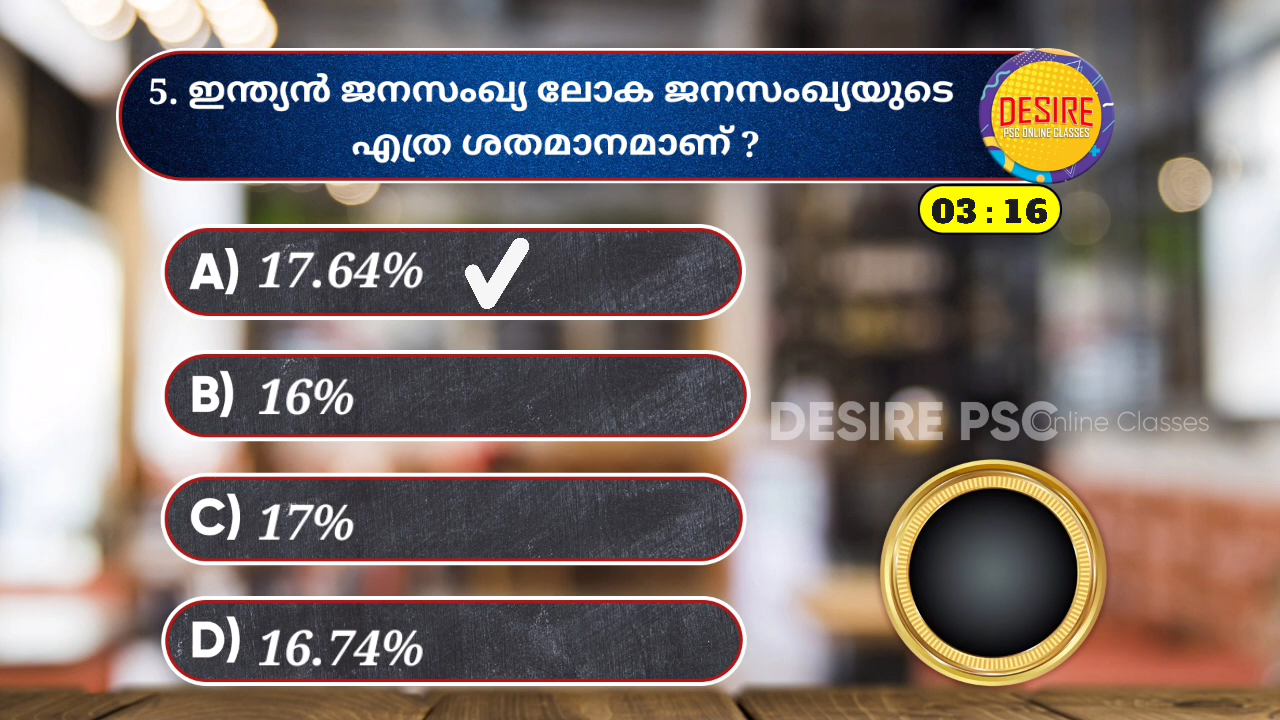 5. ഇന്ത്യൻ ജനസംഖ്യ ലോക ജനസംഖ്യയുടെ
എത്ര ശതമാനമാണ് ?
DESIRE
PSC ONLINE CLASSES
03 : 16
A) 17.64%
B) 16%
DESIRE PSC Online Classes
C) 17%
D) 16.74%